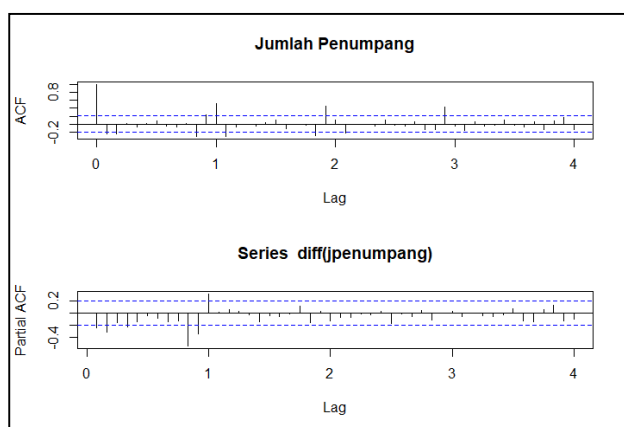 Jumlah Penumpang
ACF
0.8
-0.2
0 1 2 3 4
Lag
Series diff(jpenumpang)
Partial ACF
0.2
-0.4
0 1 2 3 4
Lag